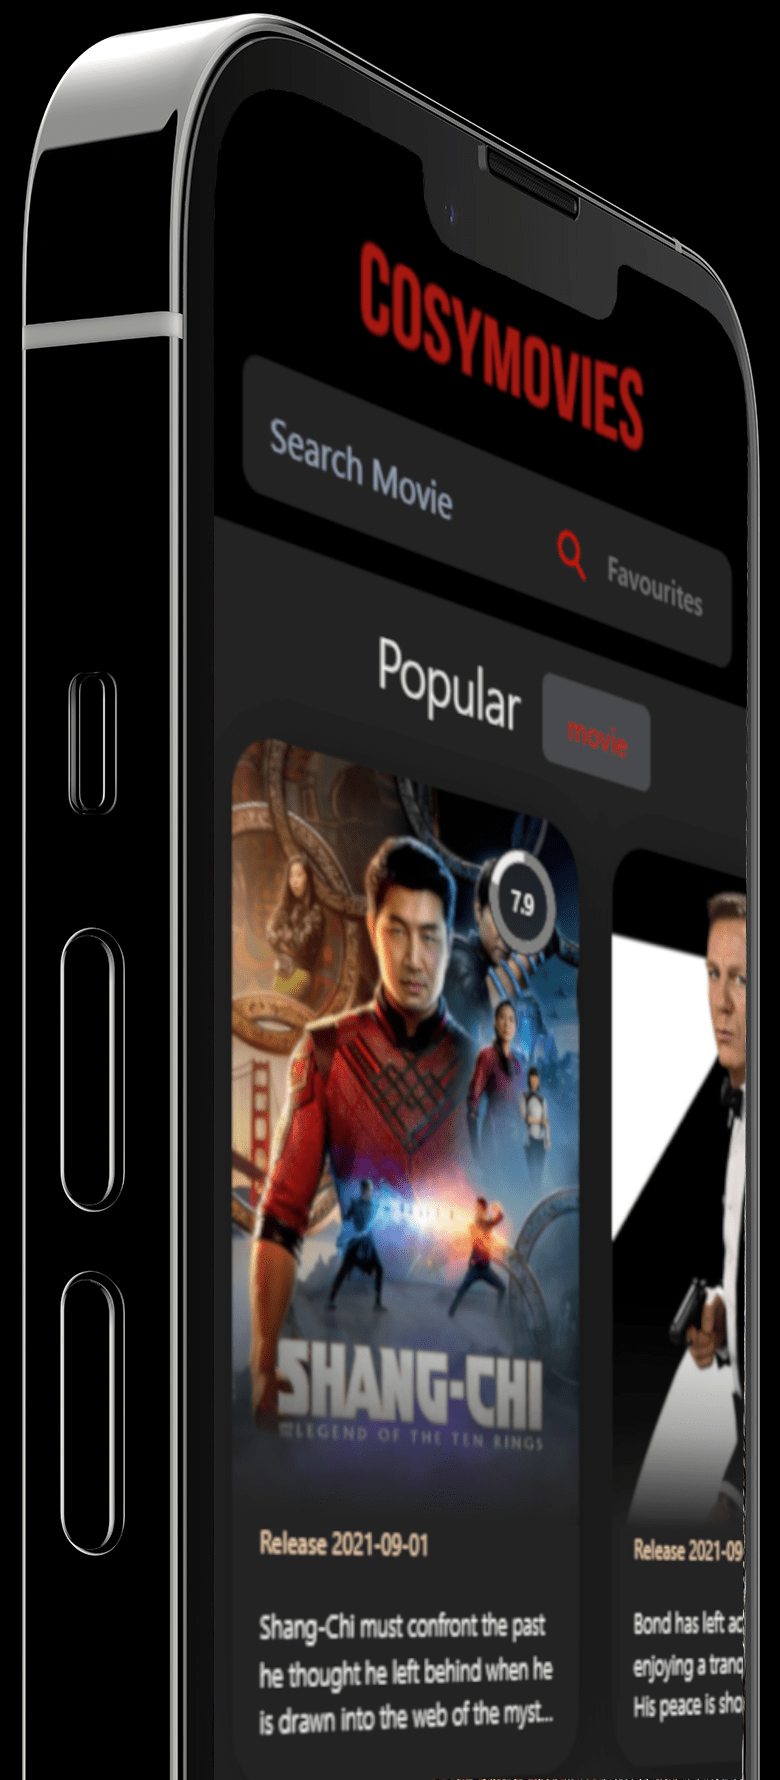 COSYMOVIES
Search Movie
Favourites
Popular
movie
7.9
SHANG-CHI
LEGEND OF THE TEN RINGS
Release 2021-09-01
Shang-Chi must confront the past
he thought he left behind when he
is drawn into the web of the myst...
Release 2021-09
Bond has left ac
enjoying a tranq
His peace is sho